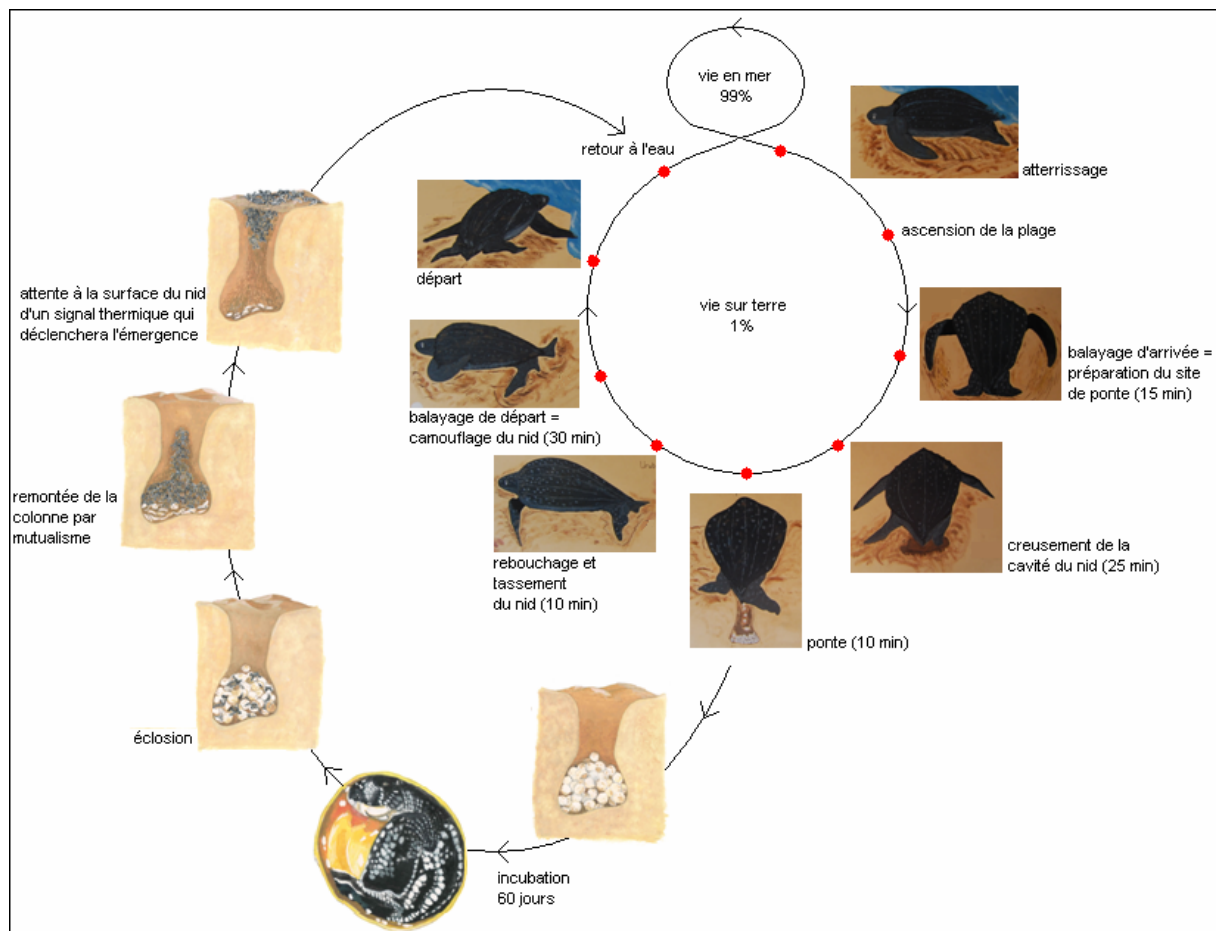 vie en mer
99%
retour à l'eau
atterrissage
ascension de la plage
départ
vie sur terre
1%
attente à la surface du nid
d'un signal thermique qui
déclenchera l'émergence
balayage d'arrivée =
préparation du site
de ponte (15 min)
balayage de départ =
camouflage du nid (30 min)
remontée de la
colonne par
mutualisme
creusement de la
cavité du nid (25 min)
rebouchage et
tassement
du nid (10 min)
ponte (10 min)
éclosion
incubation
60 jours